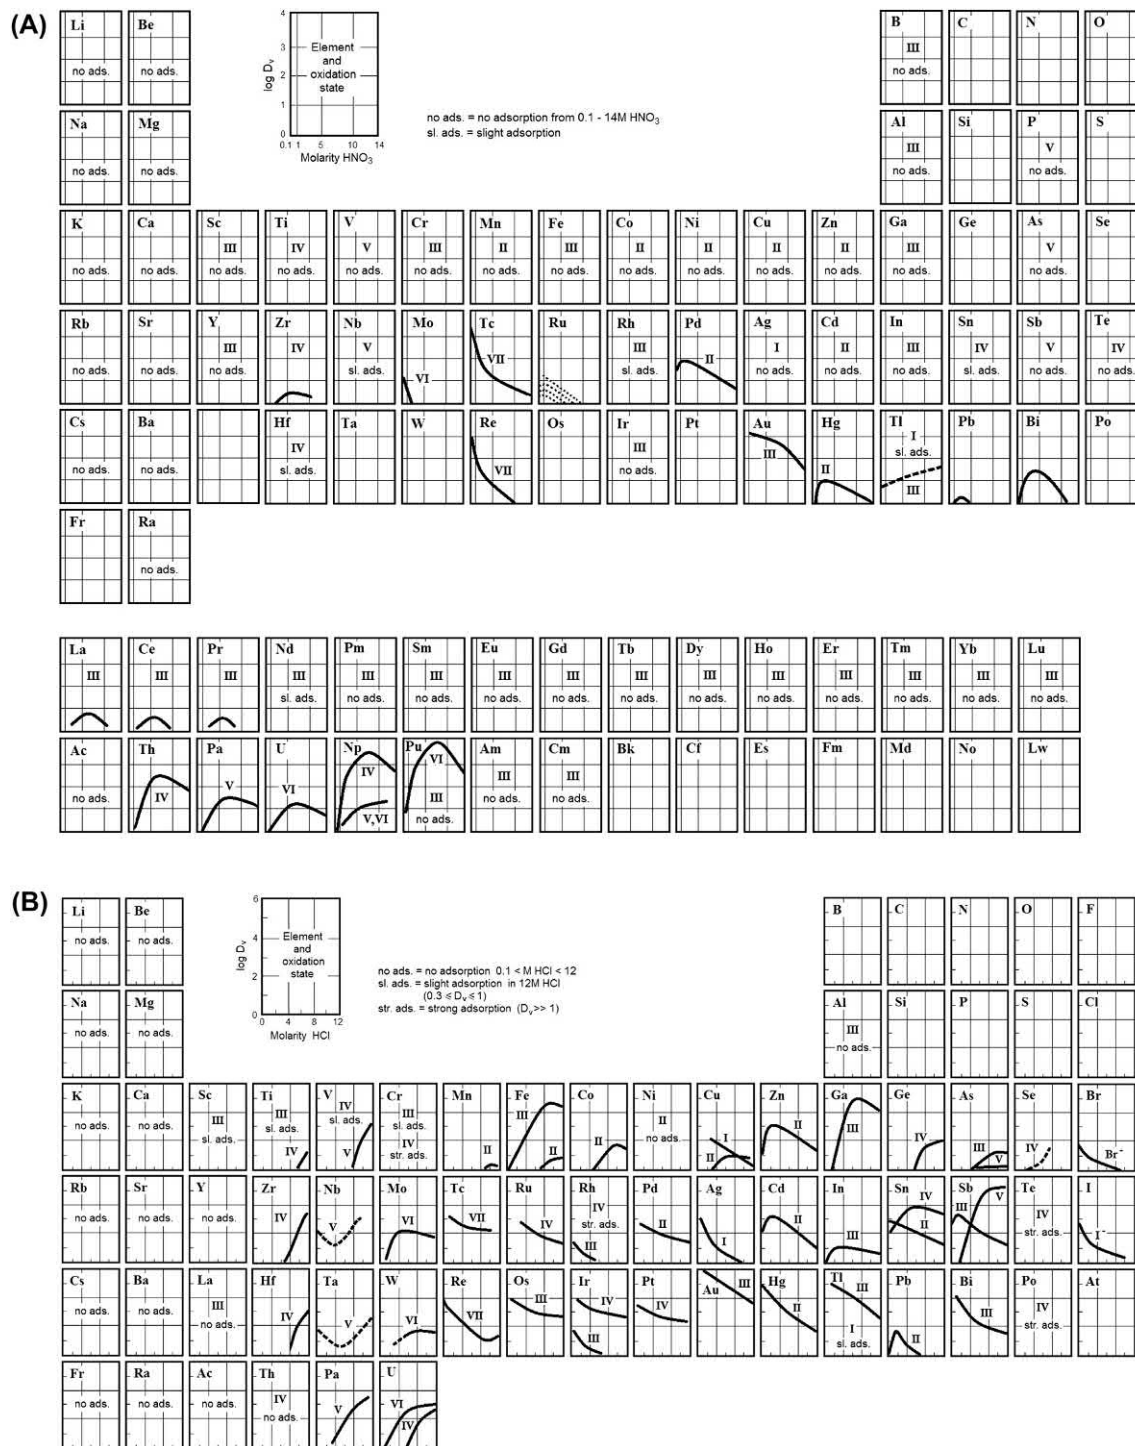 (A)
Li Be B C N O
III
no ads. no ads. no ads.
4
3
2
1
0
log Dv
Element
and
oxidation
state
0.1 1 5 10 14
Molarity HNO3
no ads. = no adsorption from 0.1 - 14M HNO3
sl. ads. = slight adsorption
Na Mg Al Si P S
III V
no ads. no ads. no ads. no ads.
K Ca Sc Ti V Cr Mn Fe Co Ni Cu Zn Ga Ge As Se
III IV V III II III II II II II III V
no ads. no ads. no ads. no ads. no ads. no ads. no ads. no ads. no ads. no ads. no ads. no ads. no ads. no ads.
Rb Sr Y Zr Nb Mo Tc Ru Rh Pd Ag Cd In Sn Sb Te
III IV V VI VII III II I II III IV V IV
no ads. no ads. no ads. sl. ads. sl. ads. no ads. no ads. no ads. sl. ads. no ads. no ads.
Cs Ba Hf Ta W Re Os Ir Pt Au Hg Tl Pb Bi Po
IV VII III III II I III
no ads. no ads. sl. ads. no ads. sl. ads.
Fr Ra
no ads.
La Ce Pr Nd Pm Sm Eu Gd Tb Dy Ho Er Tm Yb Lu
III III III III III III III III III III III III III III III
sl. ads. no ads. no ads. no ads. no ads. no ads. no ads. no ads. no ads. no ads. no ads. no ads.
Ac Th Pa U Np Pu Am Cm Bk Cf Es Fm Md No Lw
IV V VI IV VI III III
V,VI III
no ads. no ads. no ads. no ads.
(B)
Li Be B C N O F
no ads. no ads.
6
4
2
0
log Dv
Element
and
oxidation
state
0 4 8 12
Molarity HCl
no ads. = no adsorption 0.1 < M HCl < 12
sl. ads. = slight adsorption in 12M HCl
(0.3 ⩽ Dv ⩽ 1)
str. ads. = strong adsorption (Dv >> 1)
Na Mg Al Si P S Cl
III
no ads. no ads. no ads.
K Ca Sc Ti V Cr Mn Fe Co Ni Cu Zn Ga Ge As Se Br
III III IV III III II I II III III IV
no ads. no ads. sl. ads. sl. ads. sl. ads. sl. ads. no ads.
IV V IV II II II II IV V Br-
str. ads.
Rb Sr Y Zr Nb Mo Tc Ru Rh Pd Ag Cd In Sn Sb Te I
IV V VI VII IV IV II I II III IV II III V IV I-
no ads. no ads. no ads. str. ads. str. ads.
III
Cs Ba La Hf Ta W Re Os Ir Pt Au Hg Tl Pb Bi Po At
III IV V VI VII III IV IV III II III II III IV
no ads. no ads. no ads. III I str. ads.
sl. ads.
Fr Ra Ac Th Pa U
IV V VI
no ads. no ads. no ads. no ads. IV